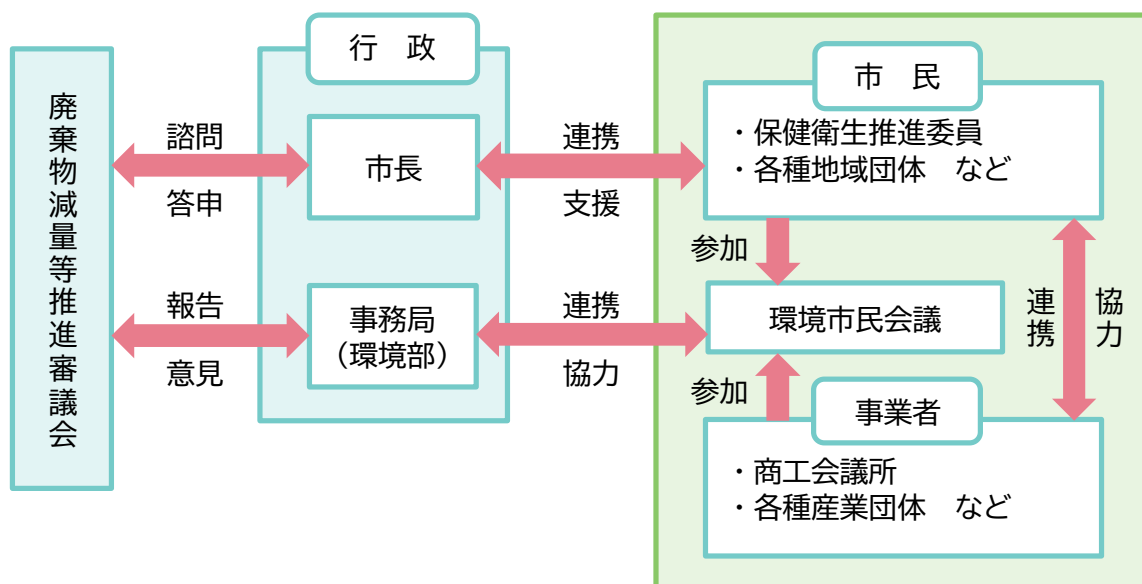 廃棄物減量等推進審議会
諮問
答申
報告
意見
行　政
市長
事務局
（環境部）
連携
支援
連携
協力
市　民
・保健衛生推進委員
・各種地域団体　など
参加
環境市民会議
参加
連携
協力
事業者
・商工会議所
・各種産業団体　など